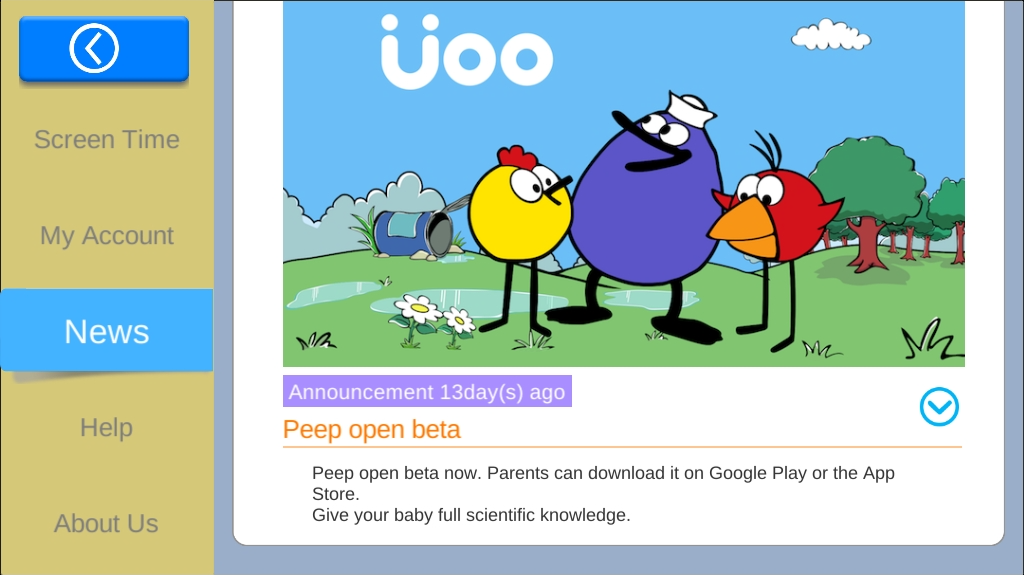 Üoo
Screen Time
My Account
News
Help
About Us
Announcement 13day(s) ago
Peep open beta
Peep open beta now. Parents can download it on Google Play or the App
Store.
Give your baby full scientific knowledge.